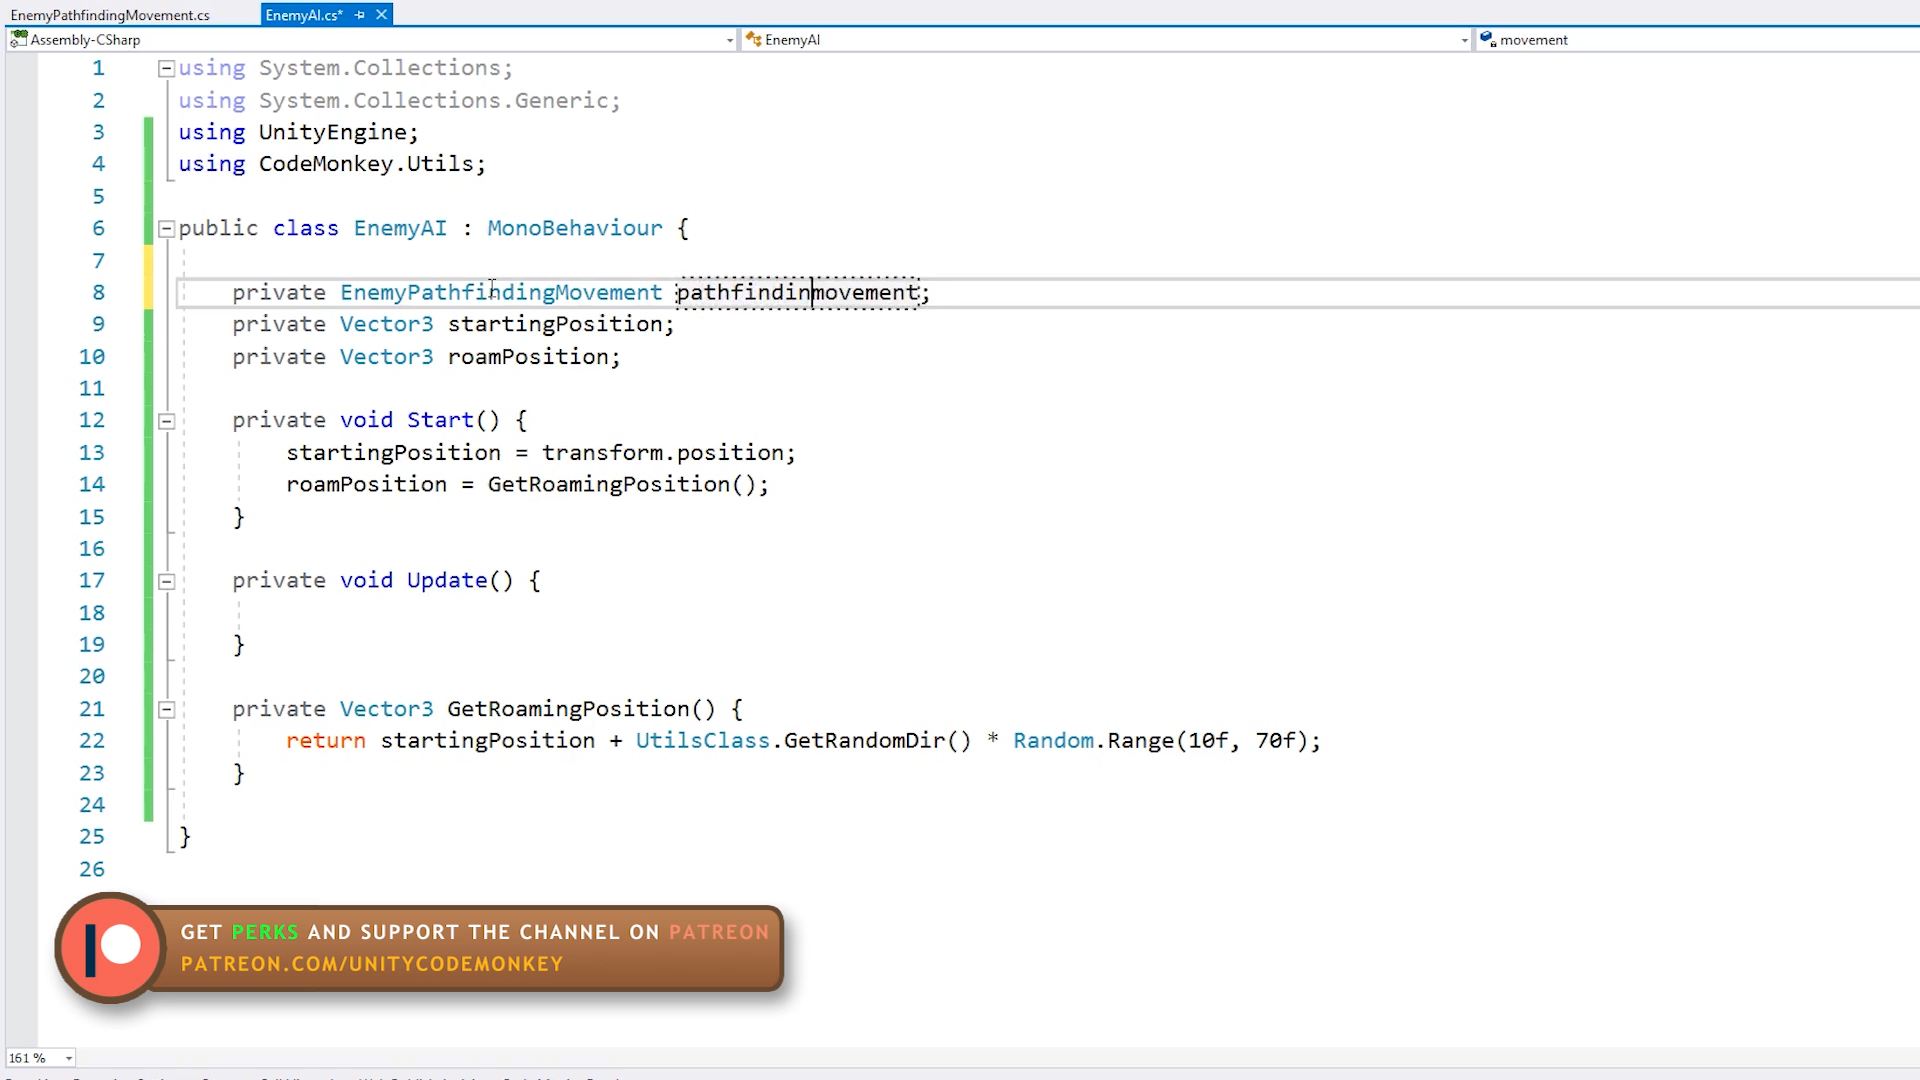 EnemyPathfindingMovement.cs
EnemyAI.cs*
Assembly-CSharp
EnemyAI
movement
1 using System.Collections;
2 using System.Collections.Generic;
3 using UnityEngine;
4 using CodeMonkey.Utils;
5
6 public class EnemyAI : MonoBehaviour {
7
8 private EnemyPathfindingMovement pathfindinmovement;
9 private Vector3 startingPosition;
10 private Vector3 roamPosition;
11
12 private void Start() {
13 startingPosition = transform.position;
14 roamPosition = GetRoamingPosition();
15 }
16
17 private void Update() {
18
19 }
20
21 private Vector3 GetRoamingPosition() {
22 return startingPosition + UtilsClass.GetRandomDir() * Random.Range(10f, 70f);
23 }
24
25 }
26
GET PERKS AND SUPPORT THE CHANNEL ON PATREON
PATREON.COM/UNITYCODEMONKEY
161 %